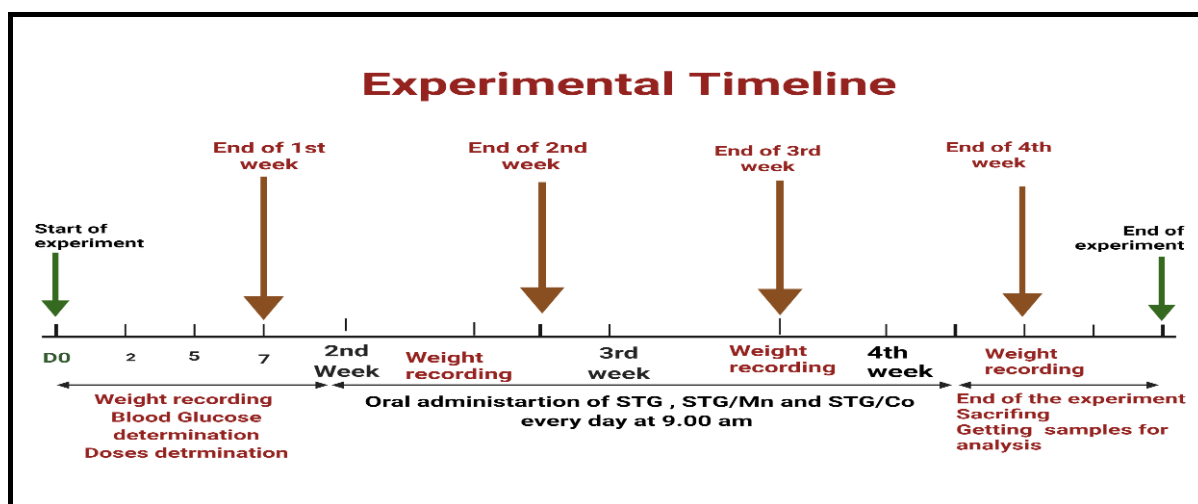 Experimental Timeline
End of 1st
week
End of 2nd
week
End of 3rd
week
End of 4th
week
Start of
experiment
End of
experiment
D0
2
5
7
2nd
Week
Weight
recording
3rd
week
Weight
recording
4th
week
Weight
recording
Weight recording
Blood Glucose
determination
Doses detrmination
Oral administartion of STG , STG/Mn and STG/Co
every day at 9.00 am
End of the experiment
Sacrifing
Getting samples for
analysis